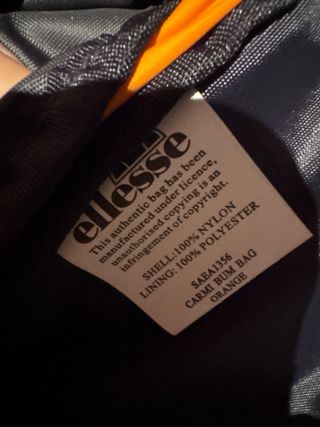 ellesse
This authentic bag has been
manufactured under licence,
unauthorised copying is an
infringement of copyright.
SHELL:100% NYLON
LINING: 100% POLYESTER
SAEA1356
CARMI BUM BAG
ORANGE